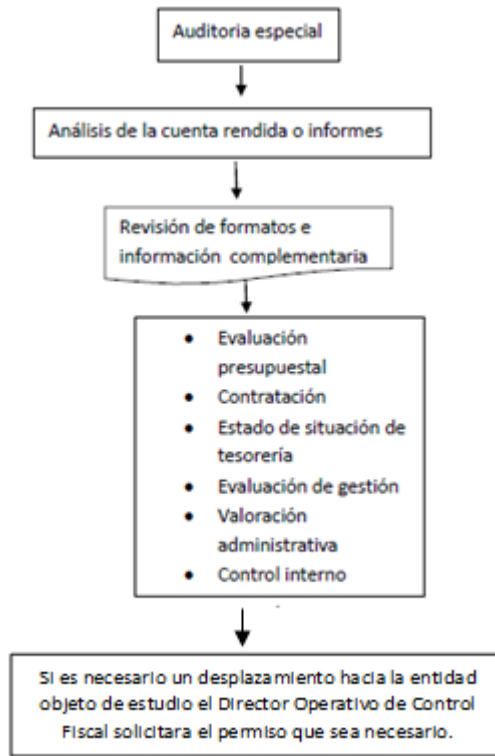 Auditoria especial
Análisis de la cuenta rendida o informes
Revisión de formatos e
información complementaria
• Evaluación
presupuestal
• Contratación
• Estado de situación de
tesorería
• Evaluación de gestión
• Valoración
administrativa
• Control interno
Si es necesario un desplazamiento hacia la entidad
objeto de estudio el Director Operativo de Control
Fiscal solicitara el permiso que sea necesario.